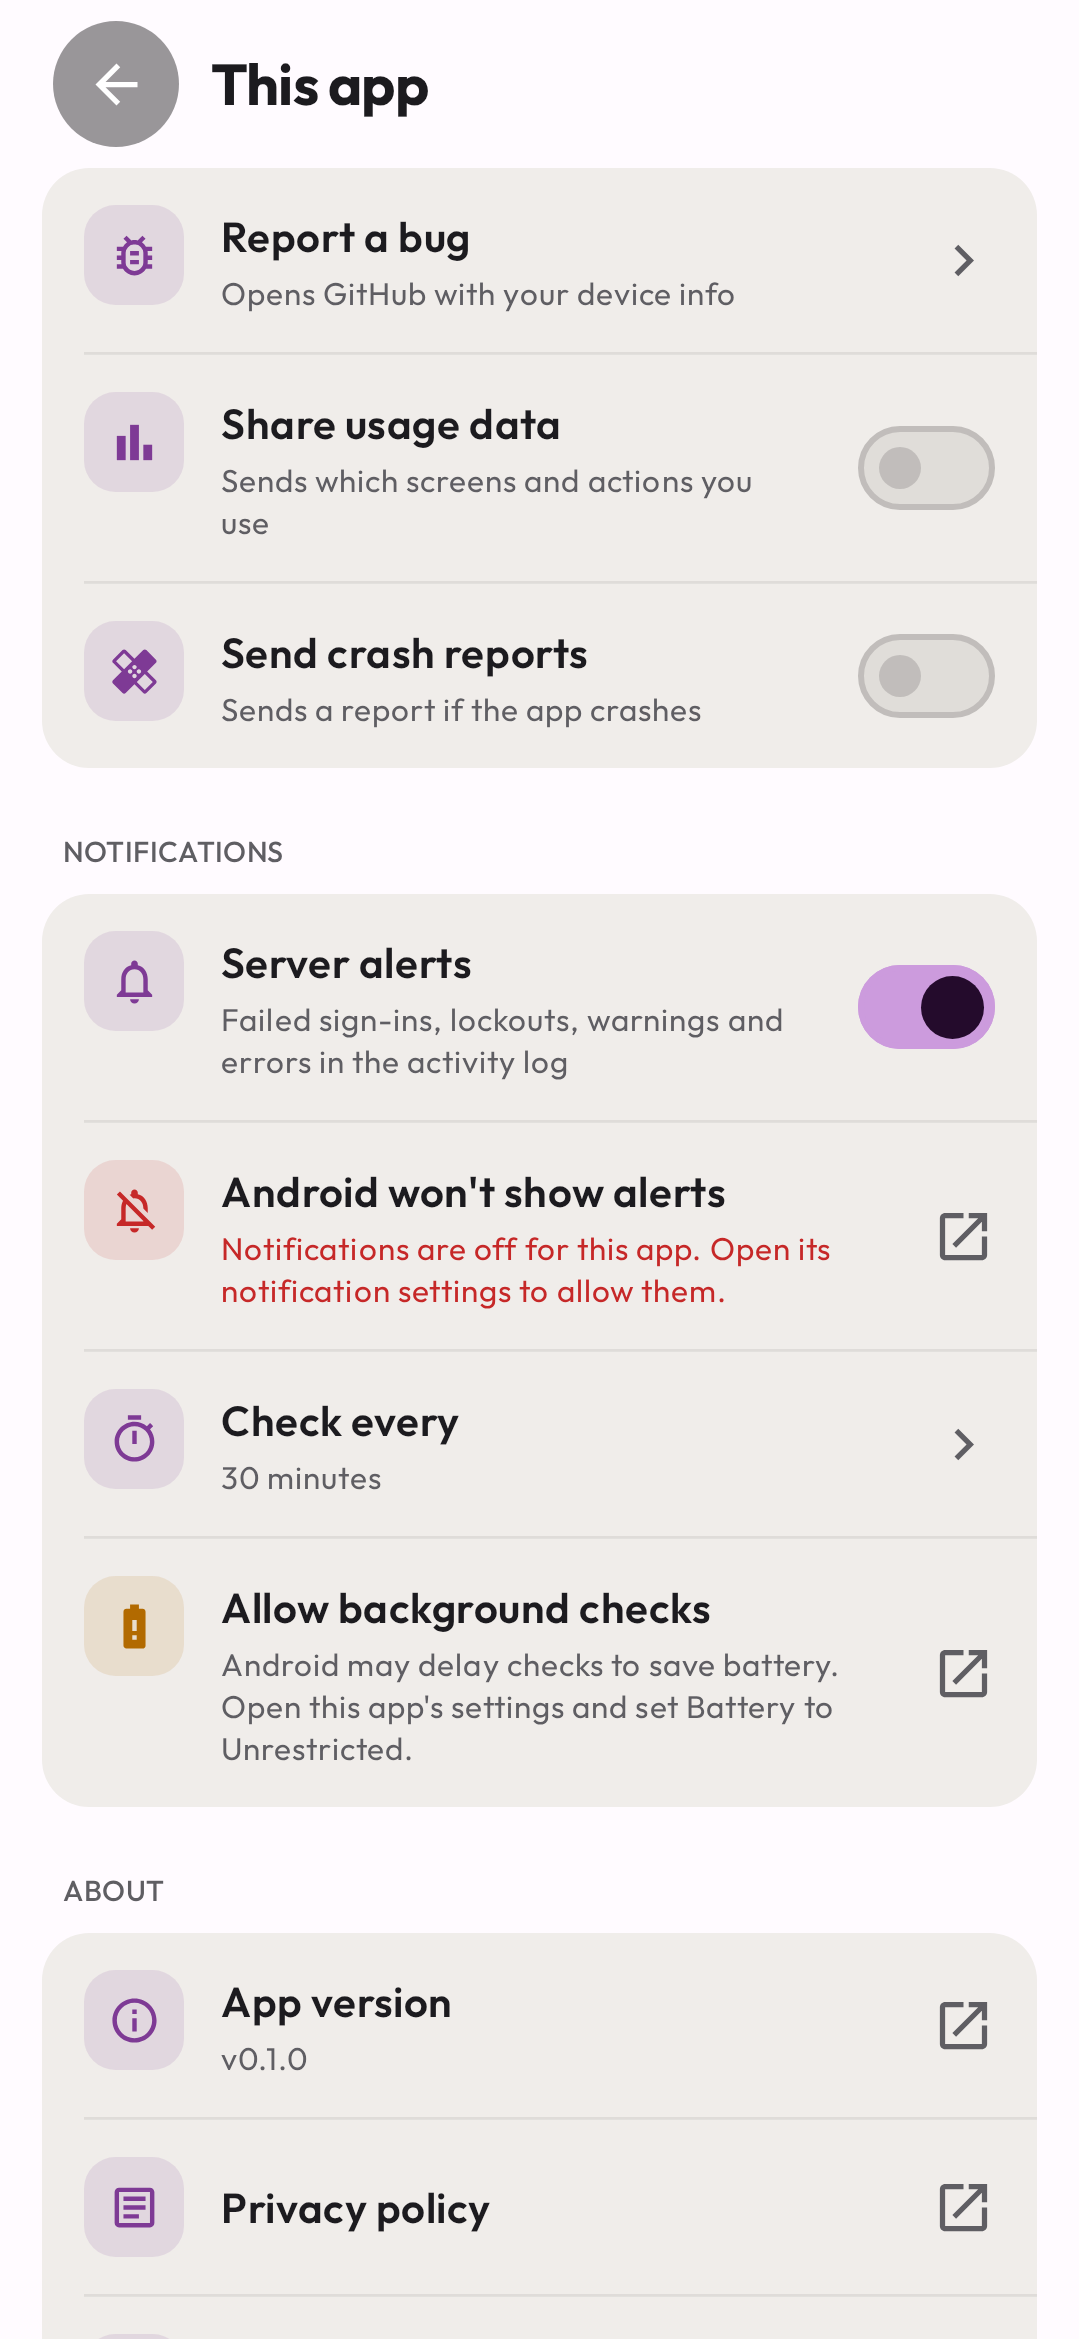 This app
Report a bug
Opens GitHub with your device info
Share usage data
Sends which screens and actions you
use
Send crash reports
Sends a report if the app crashes
NOTIFICATIONS
Server alerts
Failed sign-ins, lockouts, warnings and
errors in the activity log
Android won't show alerts
Notifications are off for this app. Open its
notification settings to allow them.
Check every
30 minutes
Allow background checks
Android may delay checks to save battery.
Open this app's settings and set Battery to
Unrestricted.
ABOUT
App version
v0.1.0
Privacy policy